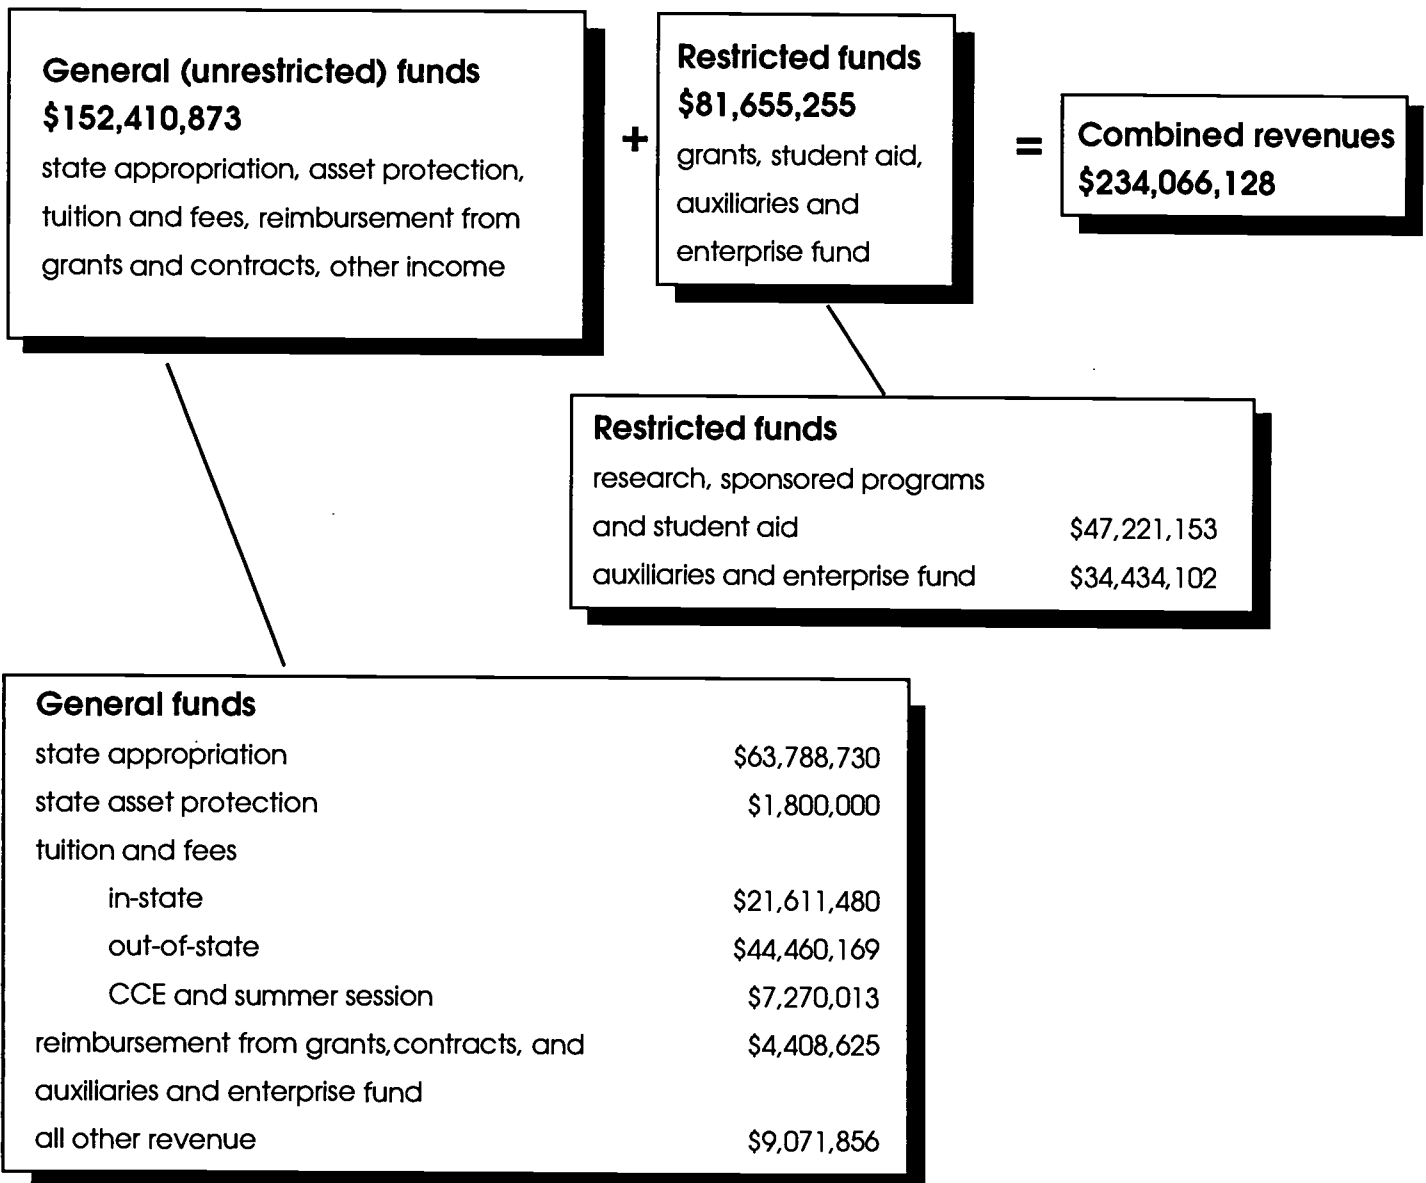 General (unrestricted) funds
$152,410,873
state appropriation, asset protection,
tuition and fees, reimbursement from
grants and contracts, other income
+
Restricted funds
$81,655,255
grants, student aid,
auxiliaries and
enterprise fund
=
Combined revenues
$234,066,128
Restricted funds
research, sponsored programs
and student aid $47,221,153
auxiliaries and enterprise fund $34,434,102
General funds
state appropriation $63,788,730
state asset protection $1,800,000
tuition and fees
in-state $21,611,480
out-of-state $44,460,169
CCE and summer session $7,270,013
reimbursement from grants,contracts, and $4,408,625
auxiliaries and enterprise fund
all other revenue $9,071,856